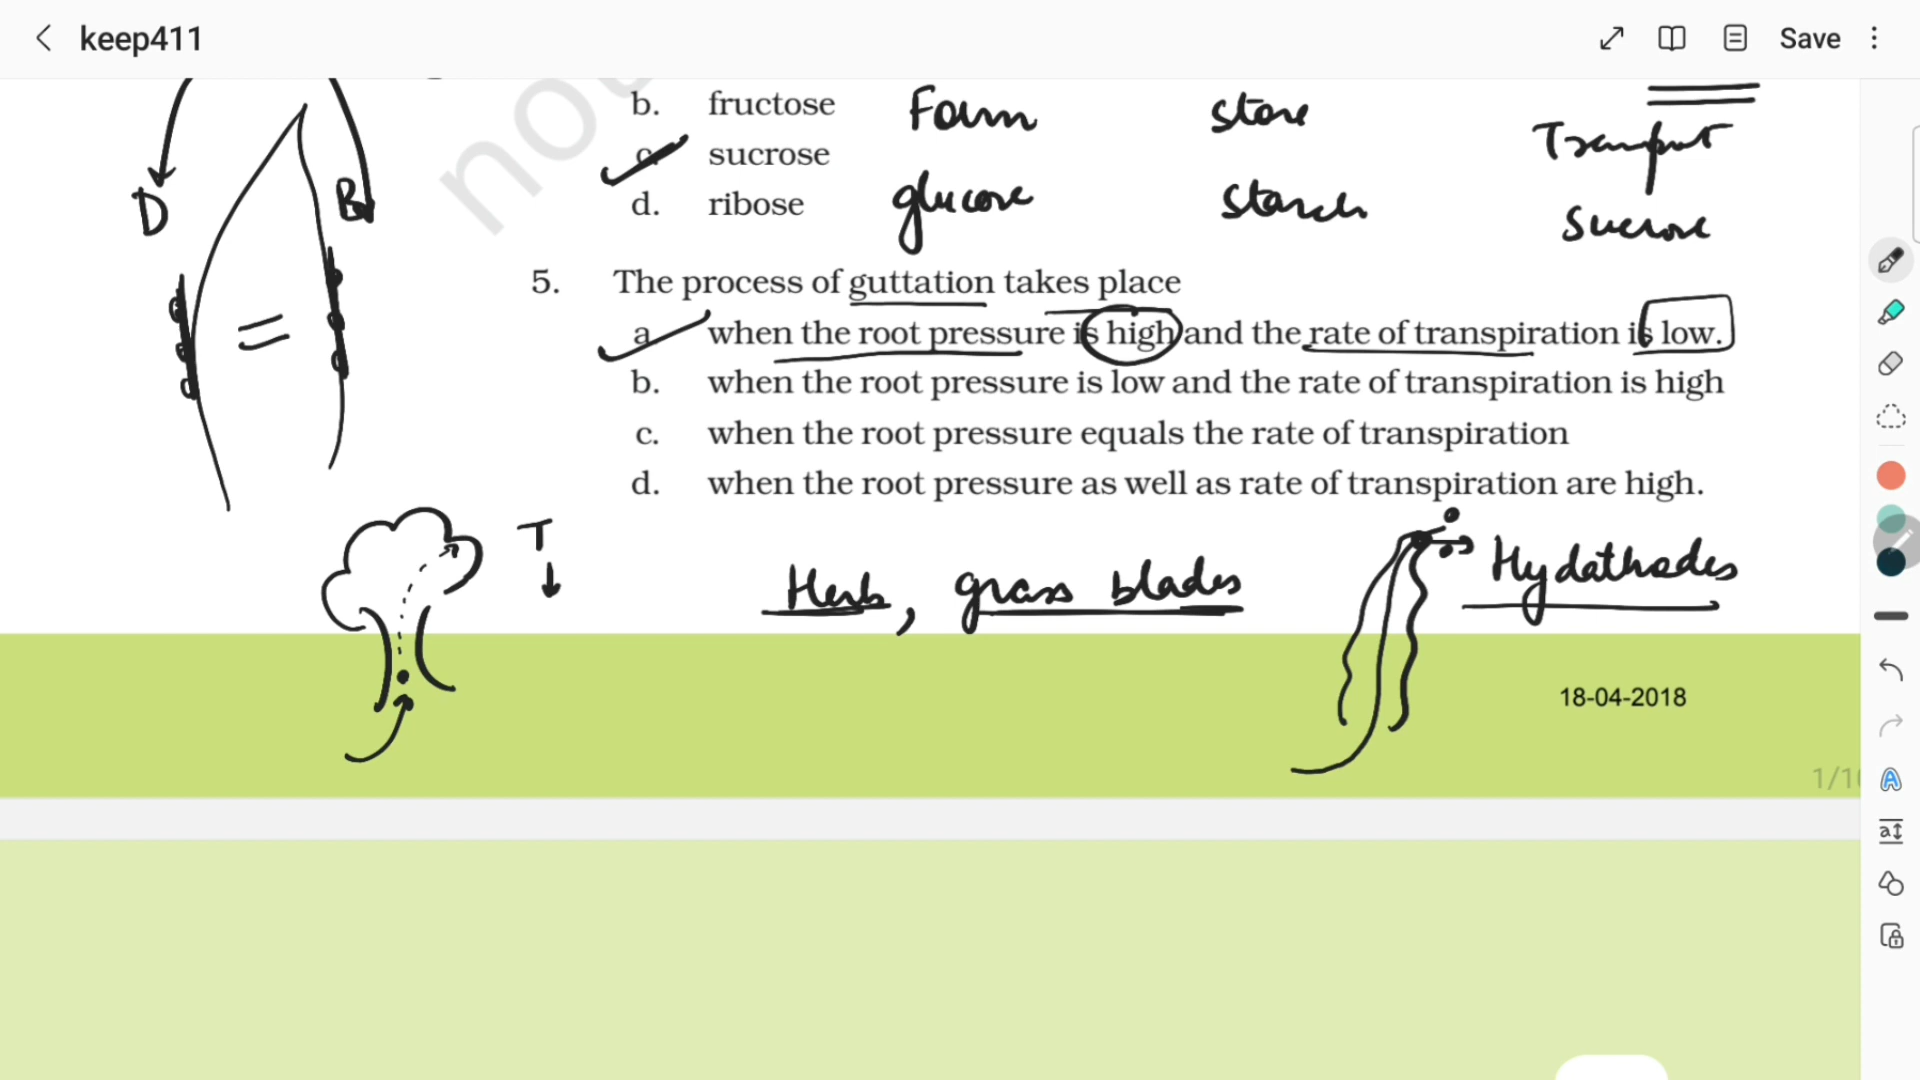 keep411
Save
b. fructose
Form
store
Transport
c. sucrose
D
B
d. ribose
glucose
starch
sucrose
5. The process of guttation takes place
a when the root pressure is high and the rate of transpiration is low.
b. when the root pressure is low and the rate of transpiration is high
c. when the root pressure equals the rate of transpiration
d. when the root pressure as well as rate of transpiration are high.
T
Herb, grass blades
Hydathodes
18-04-2018